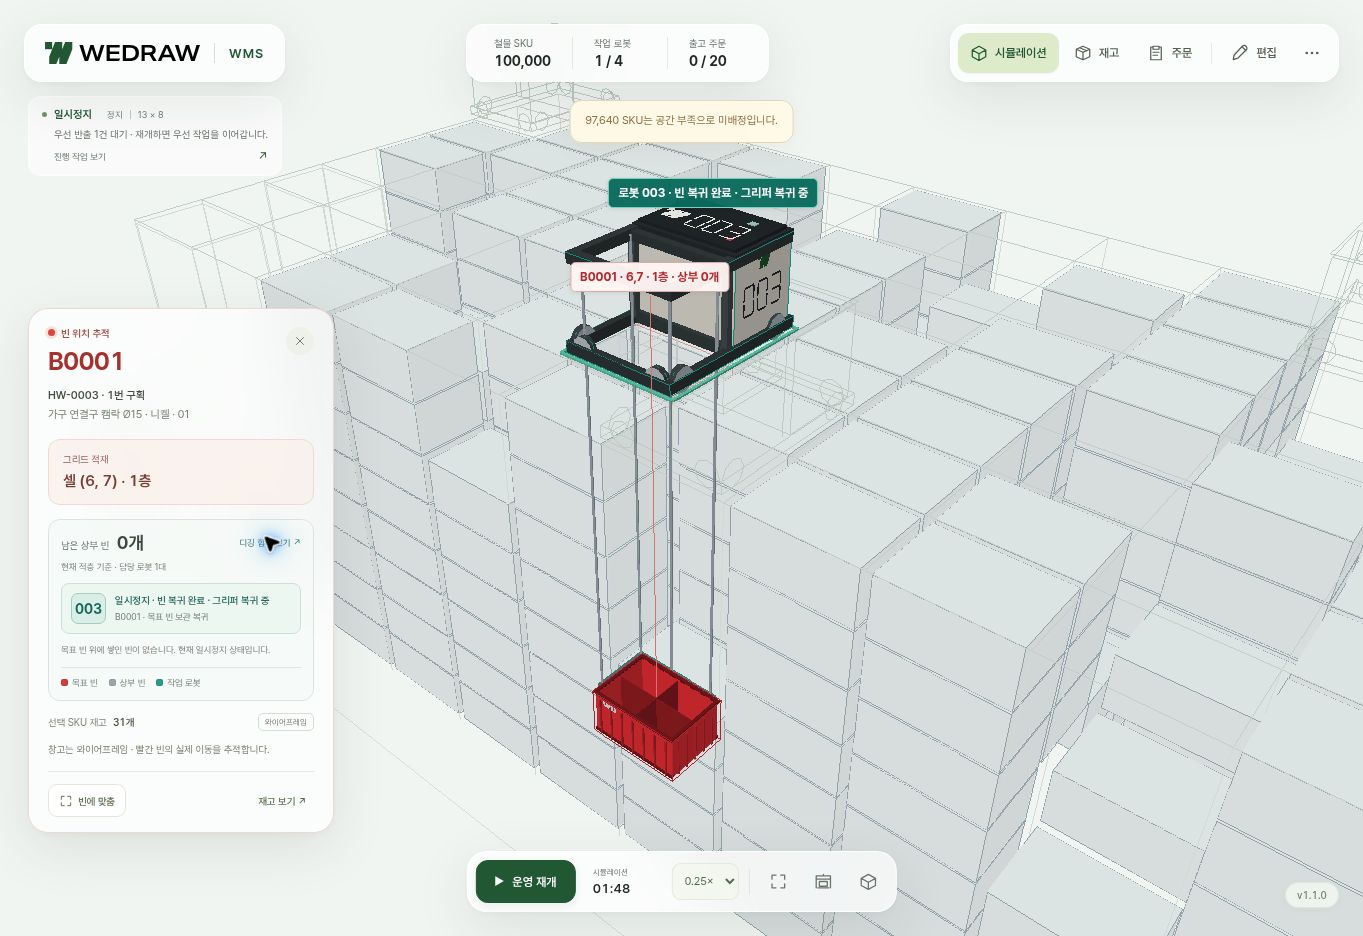 WEDRAW
WMS
철물 SKU
100,000
작업 로봇
1 / 4
출고 주문
0 / 20
시뮬레이션
재고
주문
편집
일시정지
정지
13 × 8
우선 반출 1건 대기 · 재개하면 우선 작업을 이어갑니다.
진행 작업 보기
97,640 SKU는 공간 부족으로 미배정입니다.
로봇 003 · 빈 복귀 완료 · 그리퍼 복귀 중
003
B0001 · 6,7 · 1층 · 상부 0개
003
빈 위치 추적
B0001
HW-0003 · 1번 구획
가구 연결구 캠락 Ø15 · 니켈 · 01
그리드 적재
셀 (6, 7) · 1층
남은 상부 빈 0개
디깅
현재 적층 기준 · 담당 로봇 1대
003
일시정지 · 빈 복귀 완료 · 그리퍼 복귀 중
B0001 · 목표 빈 보관 복귀
목표 빈 위에 쌓인 빈이 없습니다. 현재 일시정지 상태입니다.
목표 빈
상부 빈
작업 로봇
선택 SKU 재고 31개
와이어프레임
창고는 와이어프레임 · 빨간 빈의 실제 이동을 추적합니다.
빈에 맞춤
재고 보기
운영 재개
시뮬레이션
01:48
0.25×
v1.1.0